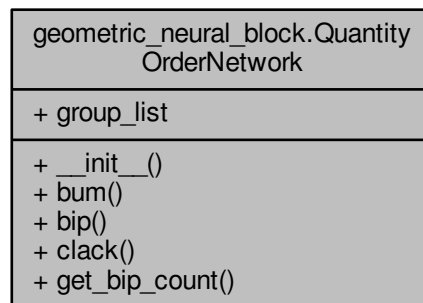 geometric_neural_block.Quantity
OrderNetwork
+ group_list
+ __init__()
+ bum()
+ bip()
+ clack()
+ get_bip_count()